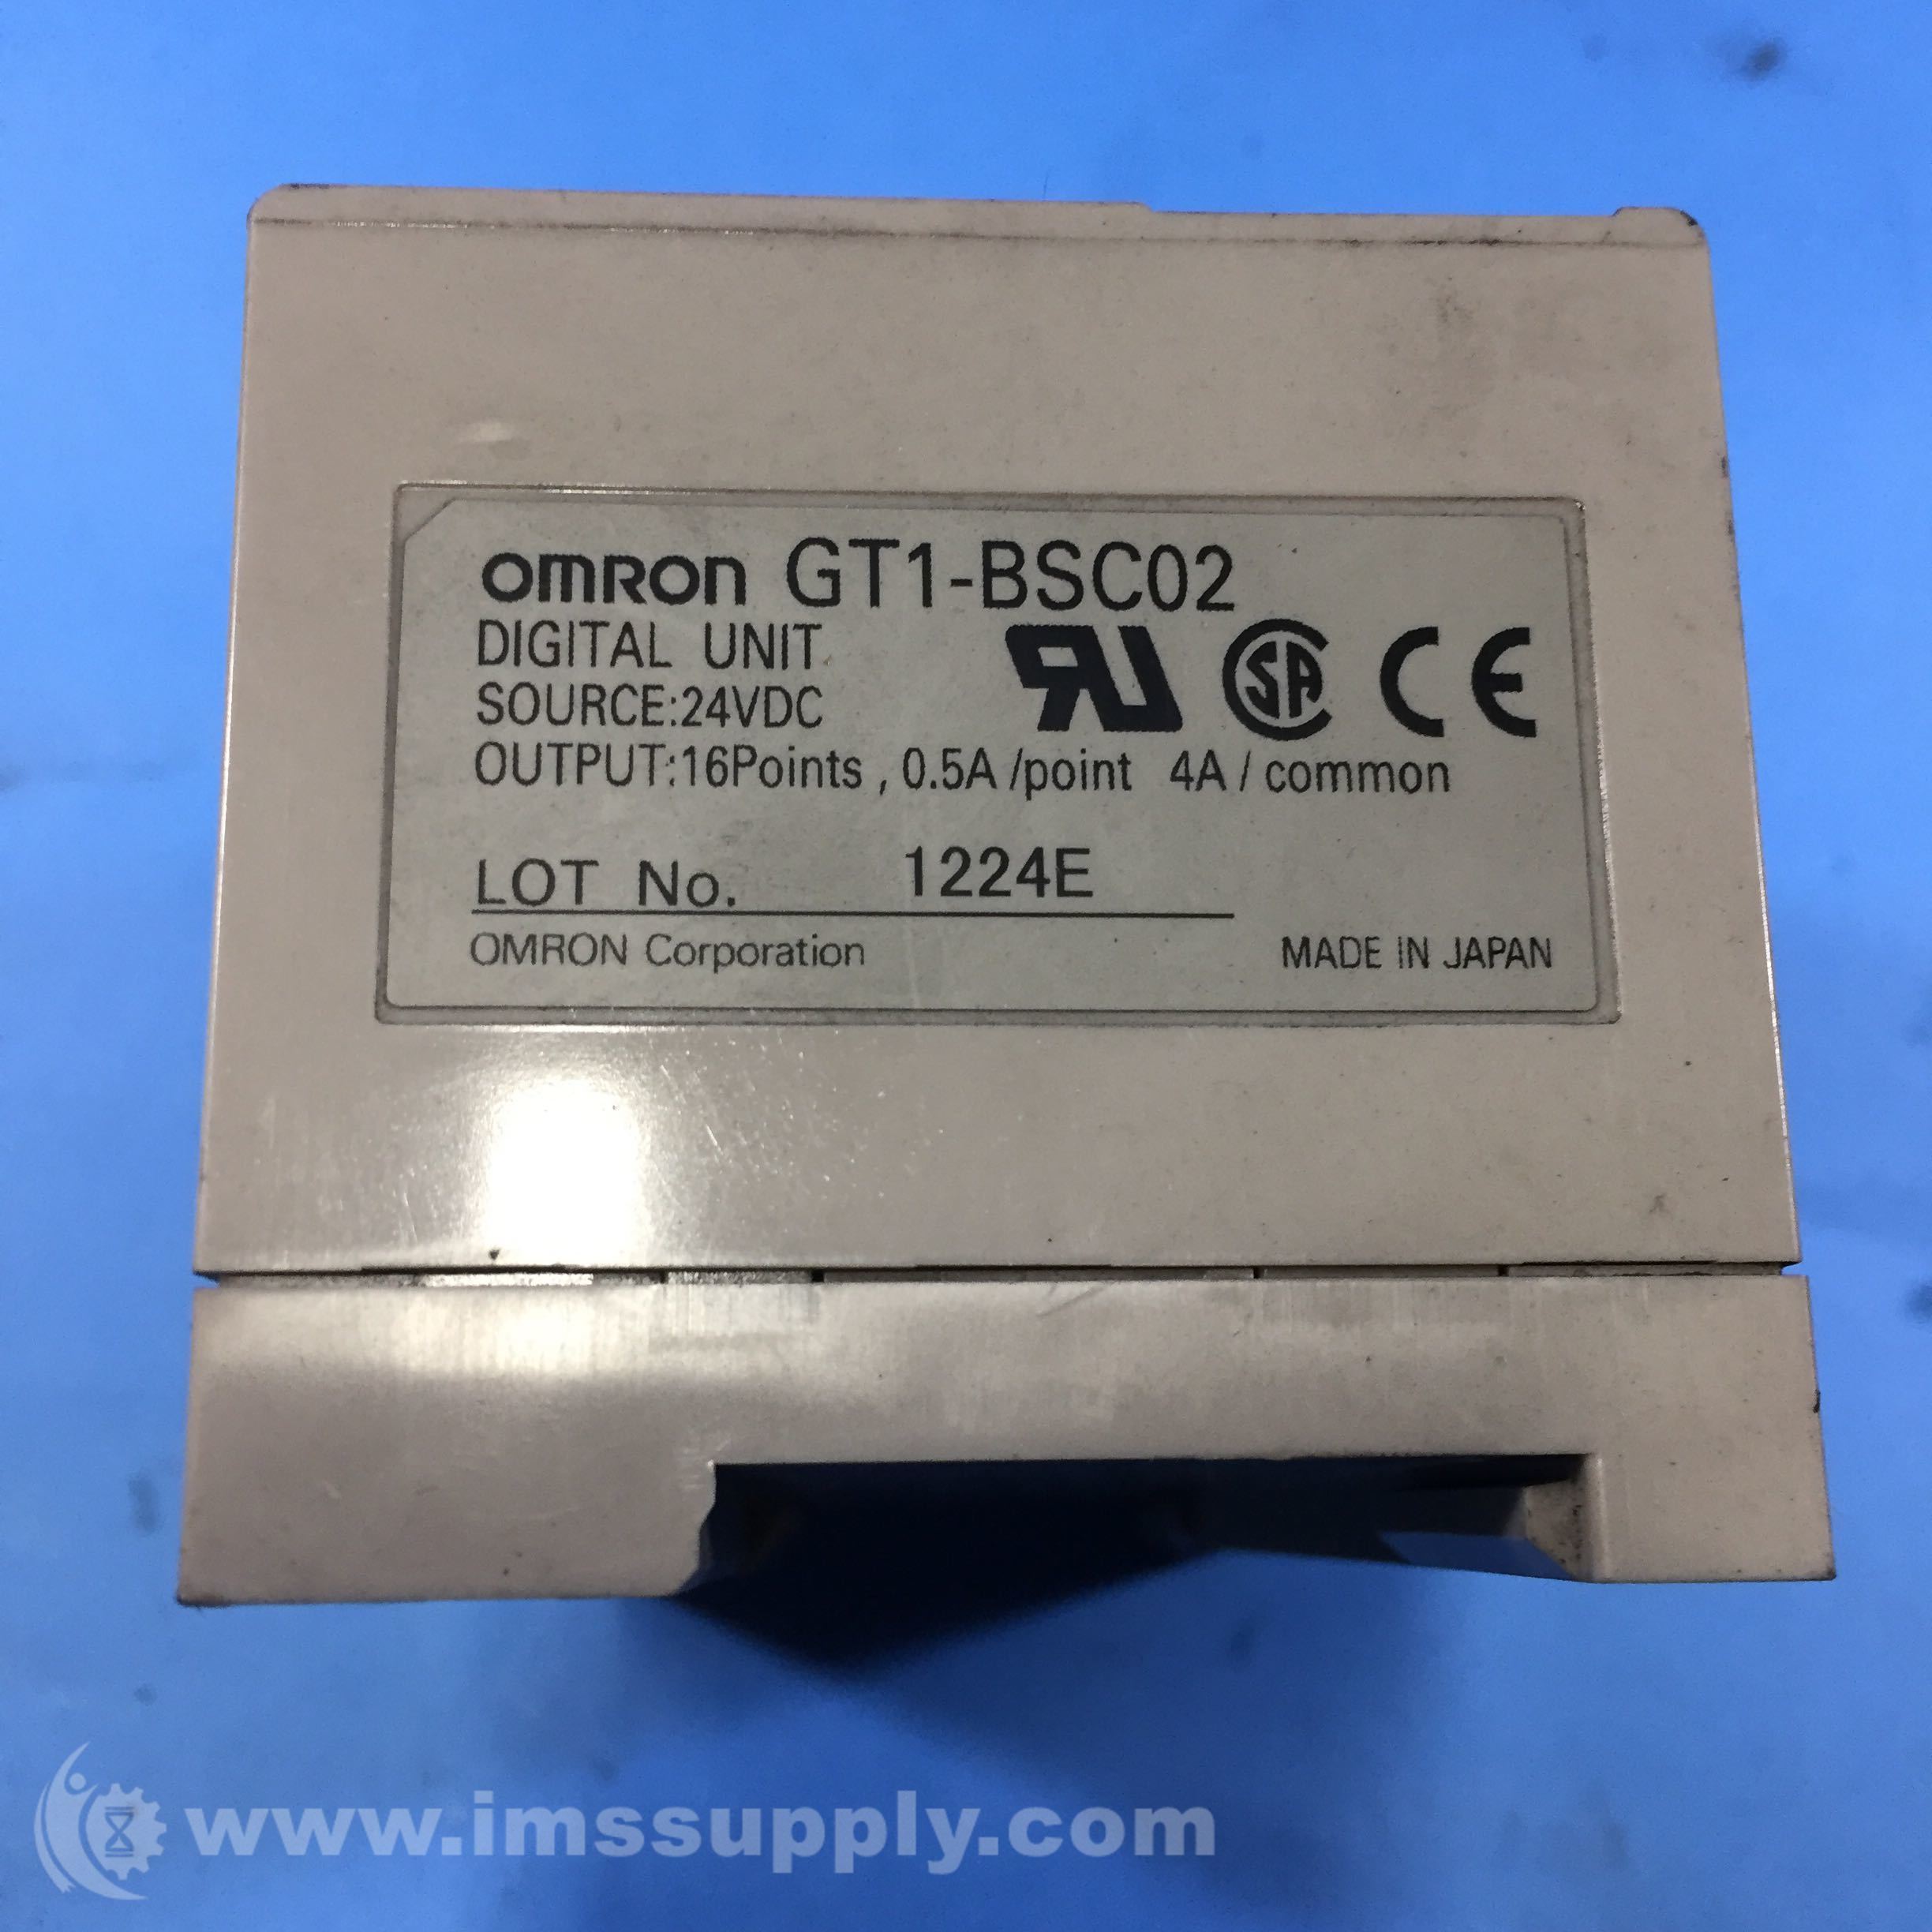 OMRON GT1-BSC02
DIGITAL UNIT
SOURCE:24VDC
OUTPUT:16Points, 0.5A/point 4A/common
LOT No. 1224E
OMRON Corporation MADE IN JAPAN
www.imssupply.com